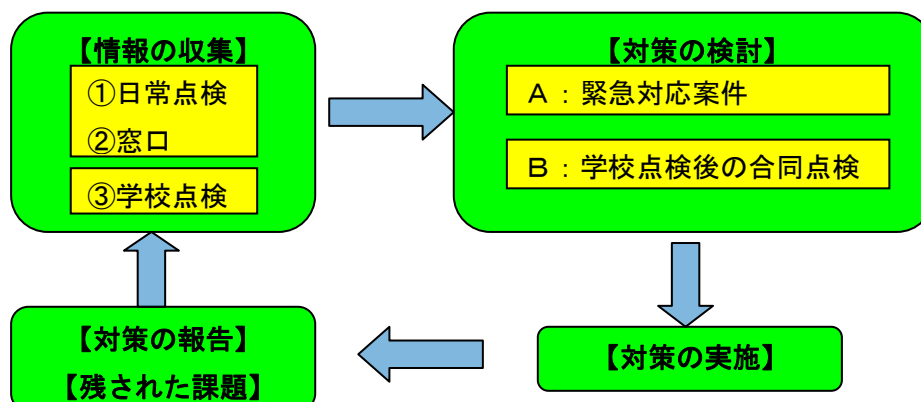 【情報の収集】
①日常点検
②窓口
③学校点検
【対策の検討】
Ａ：緊急対応案件
Ｂ：学校点検後の合同点検
【対策の実施】
【対策の報告】
【残された課題】